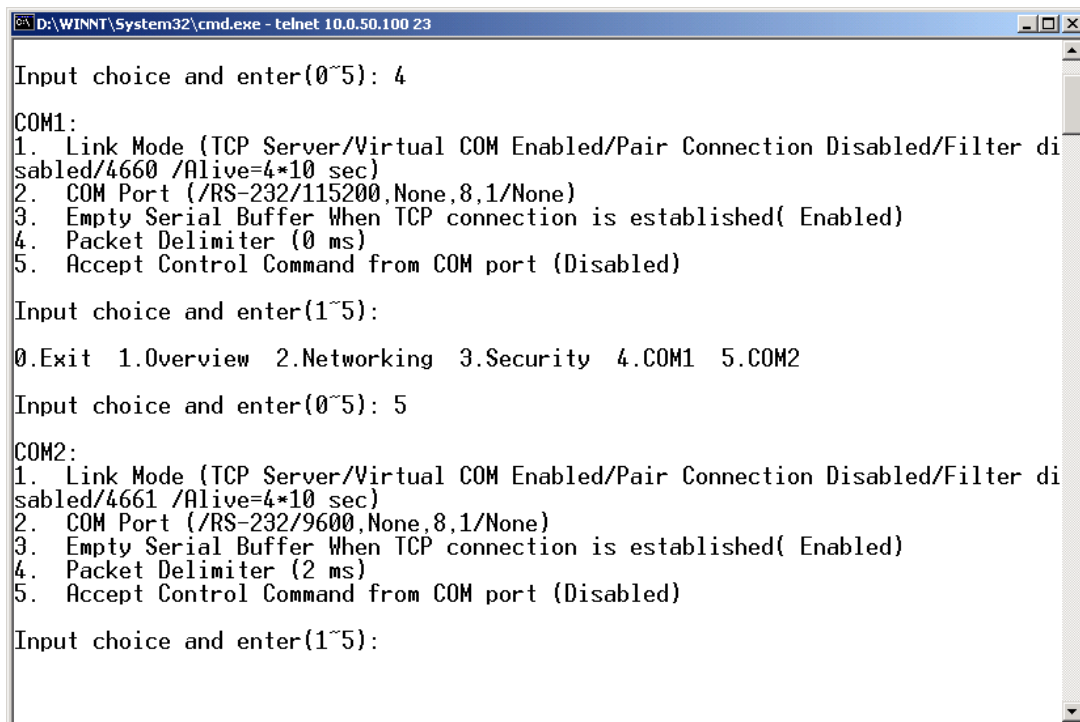 D:\WINNT\System32\cmd.exe - telnet 10.0.50.100 23
Input choice and enter(0~5): 4
COM1:
1.  Link Mode (TCP Server/Virtual COM Enabled/Pair Connection Disabled/Filter di
sabled/4660 /Alive=4*10 sec)
2.  COM Port (/RS-232/115200,None,8,1/None)
3.  Empty Serial Buffer When TCP connection is established( Enabled)
4.  Packet Delimiter (0 ms)
5.  Accept Control Command from COM port (Disabled)
Input choice and enter(1~5):
0.Exit  1.Overview  2.Networking  3.Security  4.COM1  5.COM2
Input choice and enter(0~5): 5
COM2:
1.  Link Mode (TCP Server/Virtual COM Enabled/Pair Connection Disabled/Filter di
sabled/4661 /Alive=4*10 sec)
2.  COM Port (/RS-232/9600,None,8,1/None)
3.  Empty Serial Buffer When TCP connection is established( Enabled)
4.  Packet Delimiter (2 ms)
5.  Accept Control Command from COM port (Disabled)
Input choice and enter(1~5):